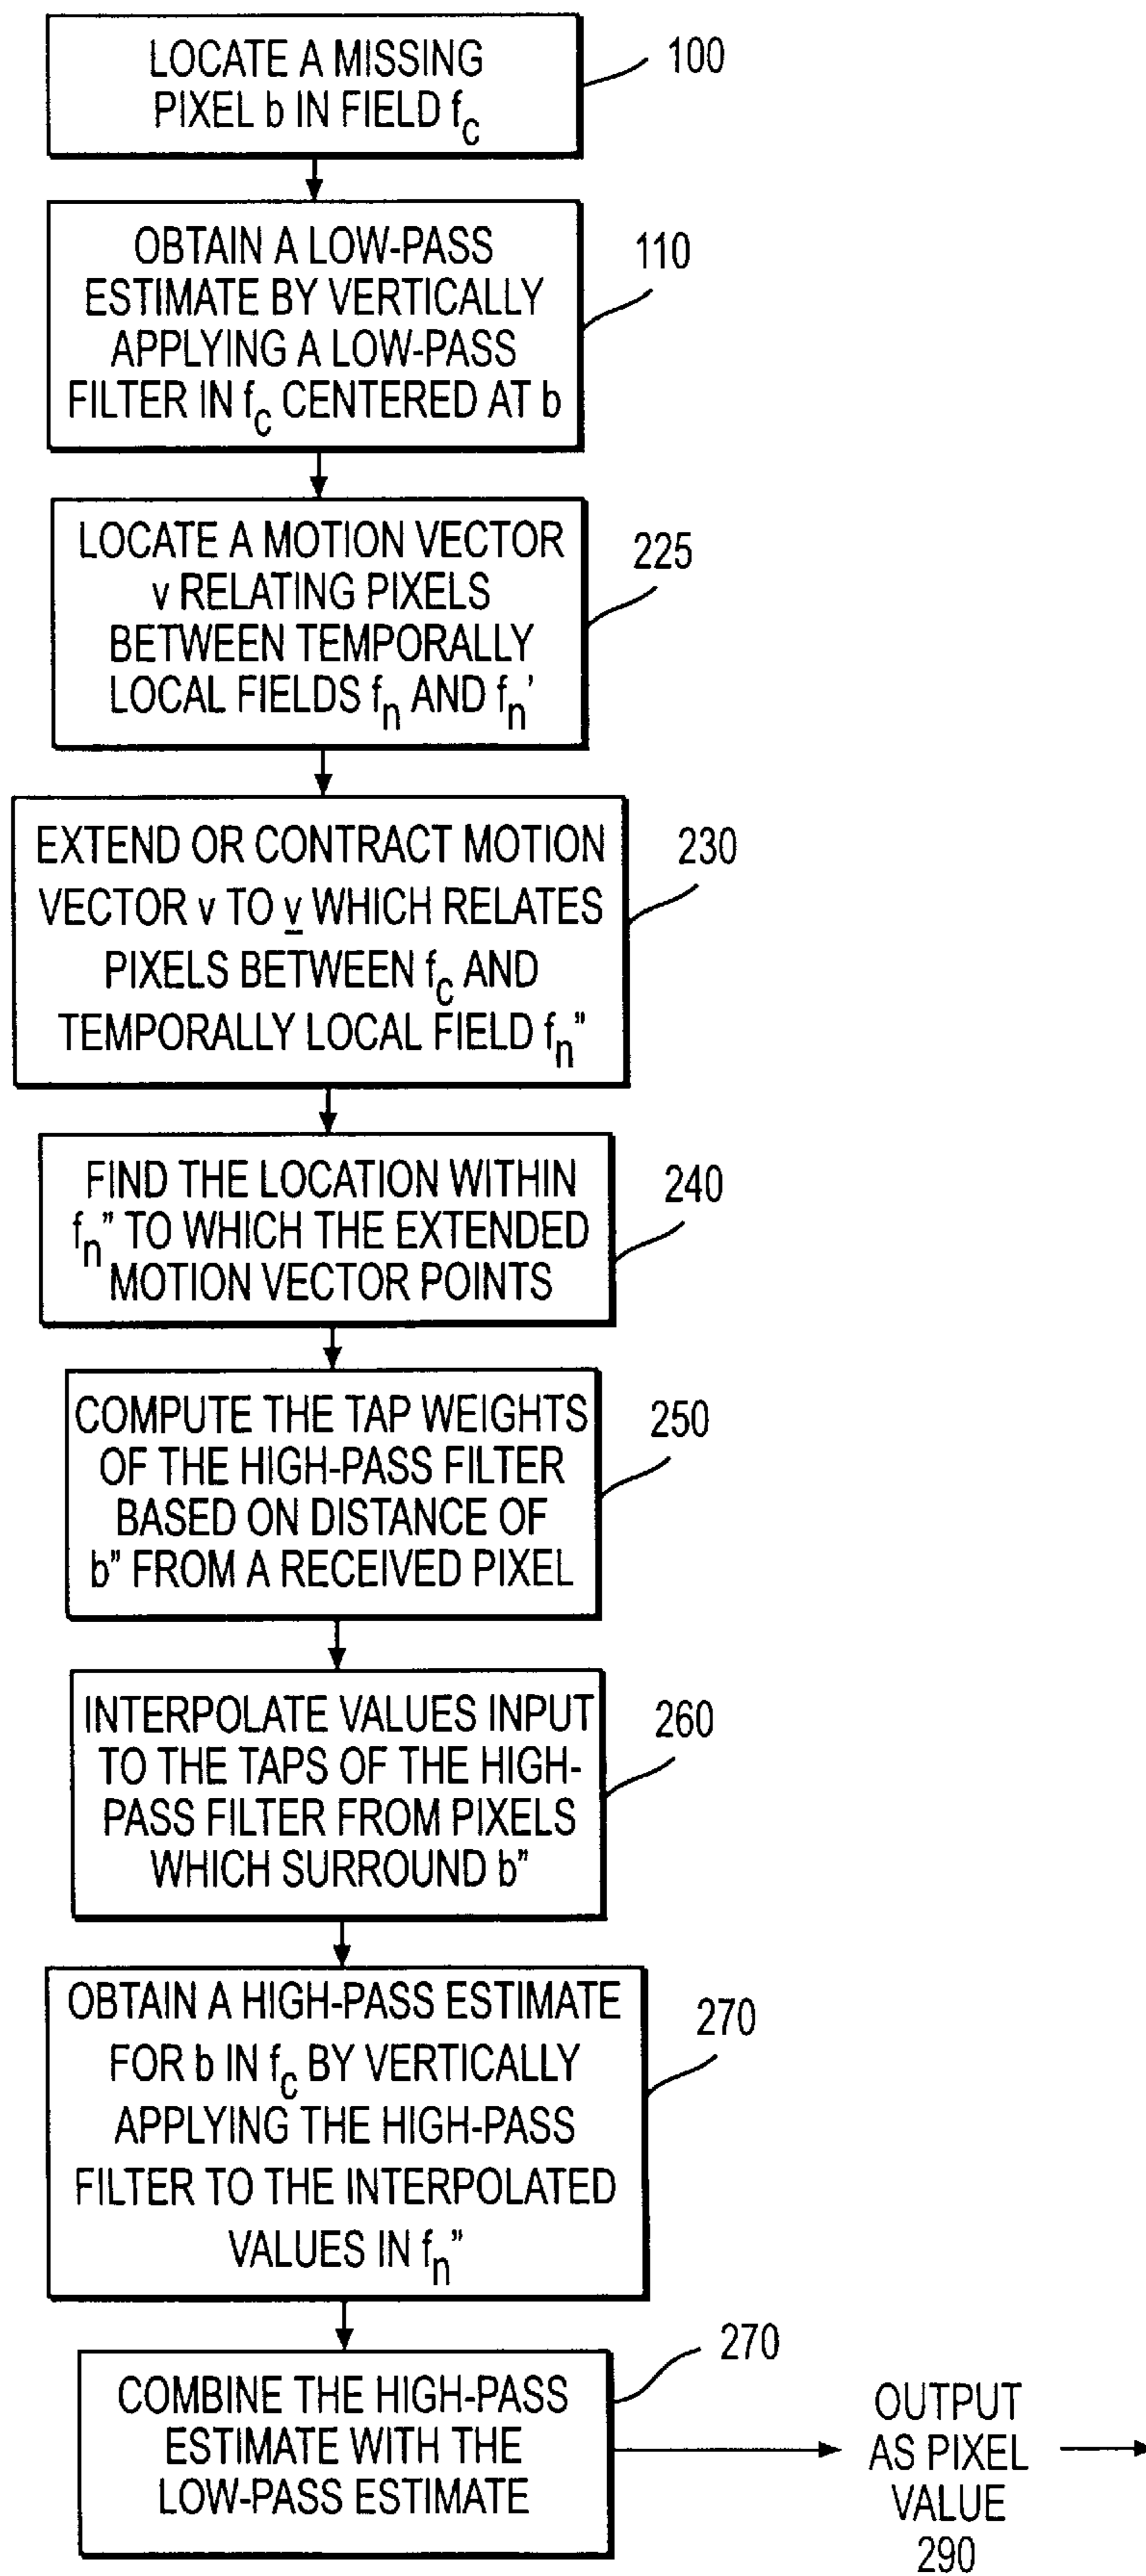 LOCATE A MISSING
PIXEL b IN FIELD fc
100
OBTAIN A LOW-PASS
ESTIMATE BY VERTICALLY
APPLYING A LOW-PASS
FILTER IN fc CENTERED AT b
110
LOCATE A MOTION VECTOR
v RELATING PIXELS
BETWEEN TEMPORALLY
LOCAL FIELDS fn AND fn'
225
EXTEND OR CONTRACT MOTION
VECTOR v TO v WHICH RELATES
PIXELS BETWEEN fc AND
TEMPORALLY LOCAL FIELD fn"
230
FIND THE LOCATION WITHIN
fn" TO WHICH THE EXTENDED
MOTION VECTOR POINTS
240
COMPUTE THE TAP WEIGHTS
OF THE HIGH-PASS FILTER
BASED ON DISTANCE OF
b" FROM A RECEIVED PIXEL
250
INTERPOLATE VALUES INPUT
TO THE TAPS OF THE HIGH-
PASS FILTER FROM PIXELS
WHICH SURROUND b"
260
OBTAIN A HIGH-PASS ESTIMATE
FOR b IN fc BY VERTICALLY
APPLYING THE HIGH-PASS
FILTER TO THE INTERPOLATED
VALUES IN fn"
270
COMBINE THE HIGH-PASS
ESTIMATE WITH THE
LOW-PASS ESTIMATE
270
OUTPUT
AS PIXEL
VALUE
290